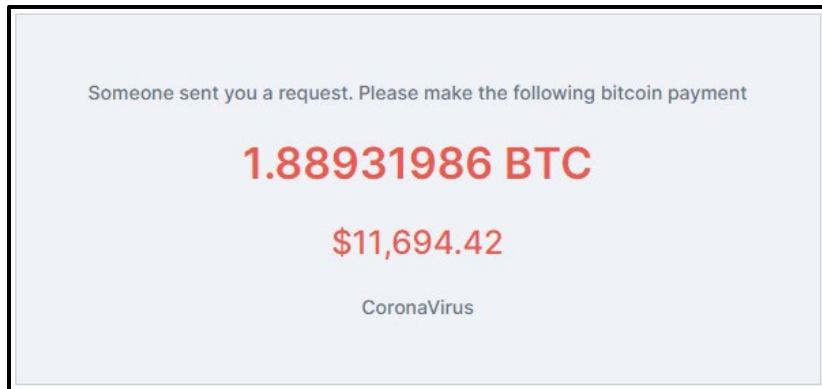 Someone sent you a request. Please make the following bitcoin payment
1.88931986 BTC
$11,694.42
CoronaVirus